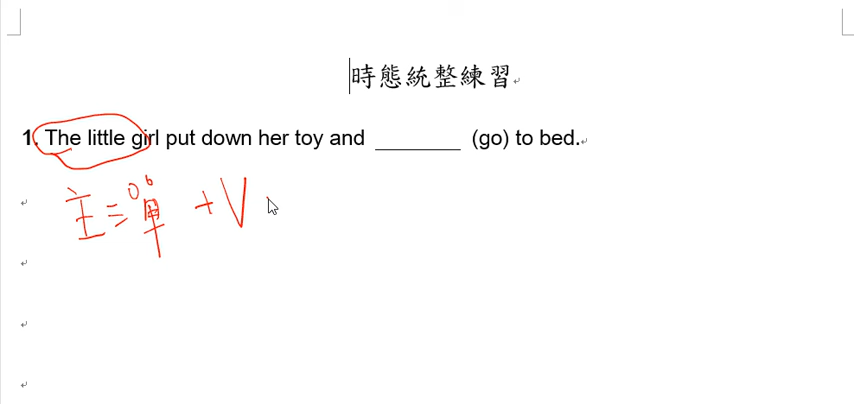 時態統整練習
1. The little girl put down her toy and ________ (go) to bed.
主三單 + V